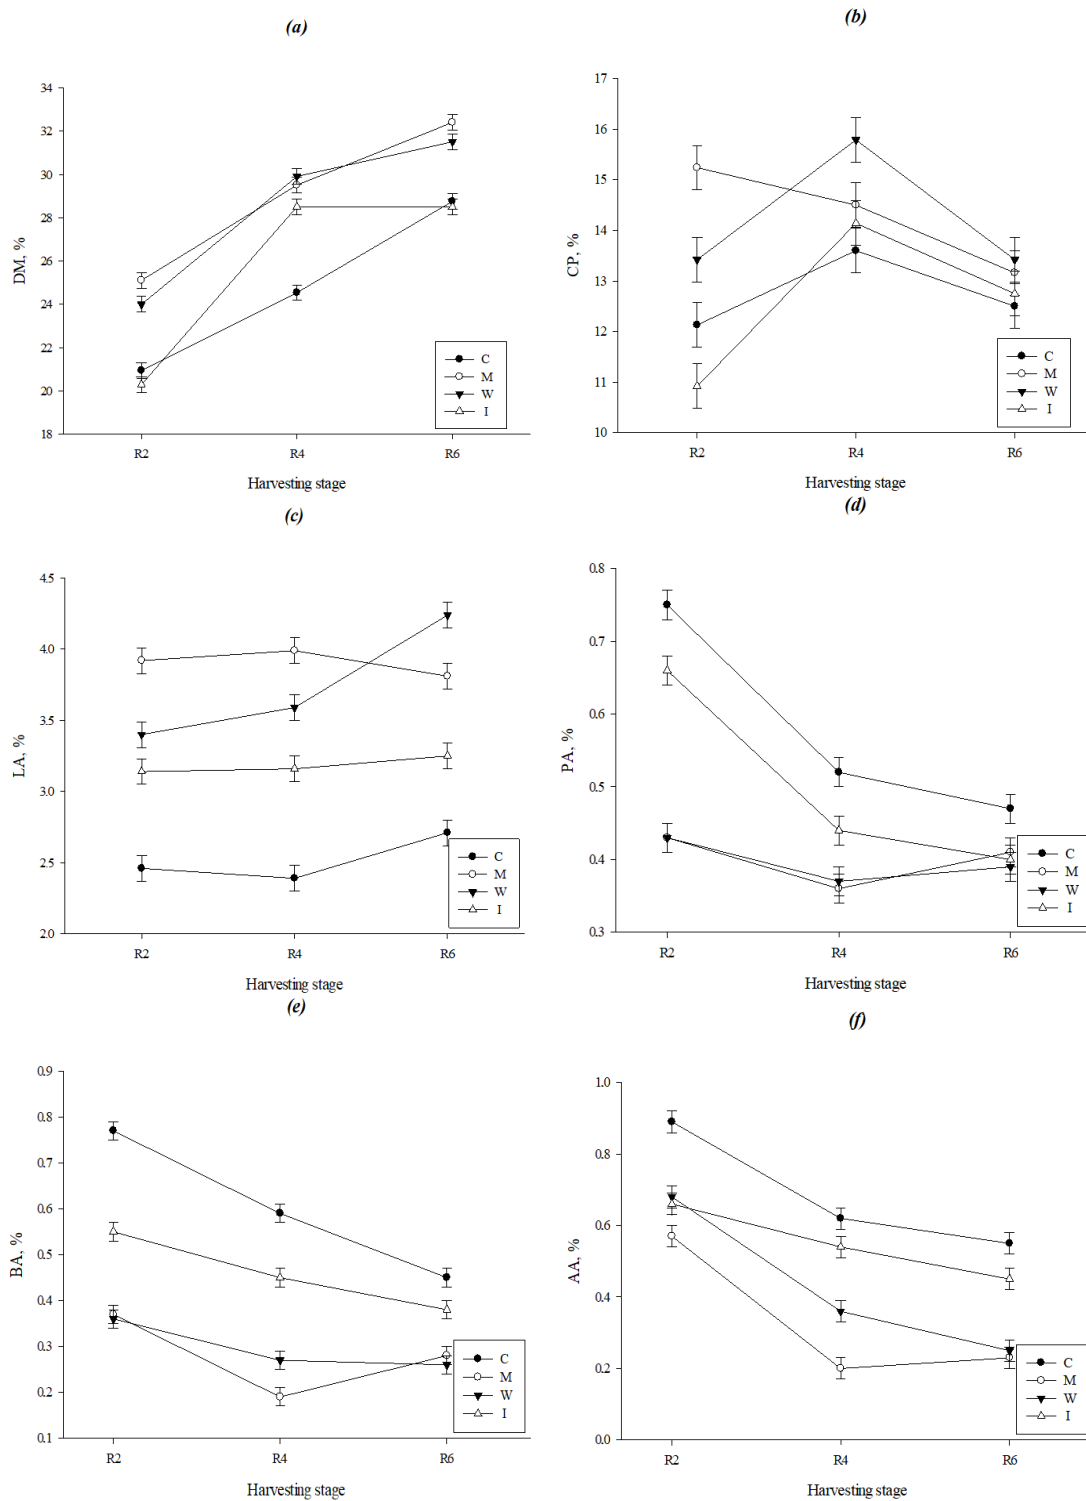 (a)
DM, %
34
32
30
28
26
24
22
20
18
R2 R4 R6
Harvesting stage
C
M
W
I
(b)
CP, %
17
16
15
14
13
12
11
10
R2 R4 R6
Harvesting stage
C
M
W
I
(c)
LA, %
4.5
4.0
3.5
3.0
2.5
2.0
R2 R4 R6
Harvesting stage
C
M
W
I
(d)
PA, %
0.8
0.7
0.6
0.5
0.4
0.3
R2 R4 R6
Harvesting stage
C
M
W
I
(e)
BA, %
0.9
0.8
0.7
0.6
0.5
0.4
0.3
0.2
0.1
R2 R4 R6
Harvesting stage
C
M
W
I
(f)
AA, %
1.0
0.8
0.6
0.4
0.2
0.0
R2 R4 R6
Harvesting stage
C
M
W
I